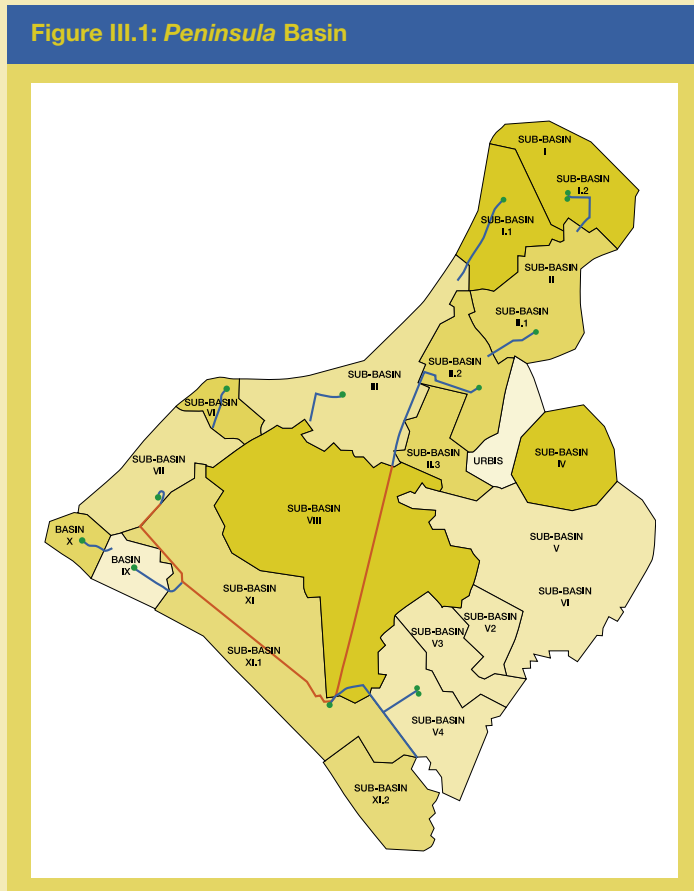 Figure III.1: Peninsula Basin
SUB-BASIN
I
SUB-BASIN
I.2
SUB-BASIN
I.1
SUB-BASIN
II
SUB-BASIN
II.1
SUB-BASIN
II.2
SUB-BASIN
III
SUB-BASIN
VI
SUB-BASIN
II.3
URBIS
SUB-BASIN
IV
SUB-BASIN
VII
SUB-BASIN
VIII
BASIN
X
BASIN
IX
SUB-BASIN
V
SUB-BASIN
VI
SUB-BASIN
XI
SUB-BASIN
V2
SUB-BASIN
V3
SUB-BASIN
XI.1
SUB-BASIN
V4
SUB-BASIN
XI.2